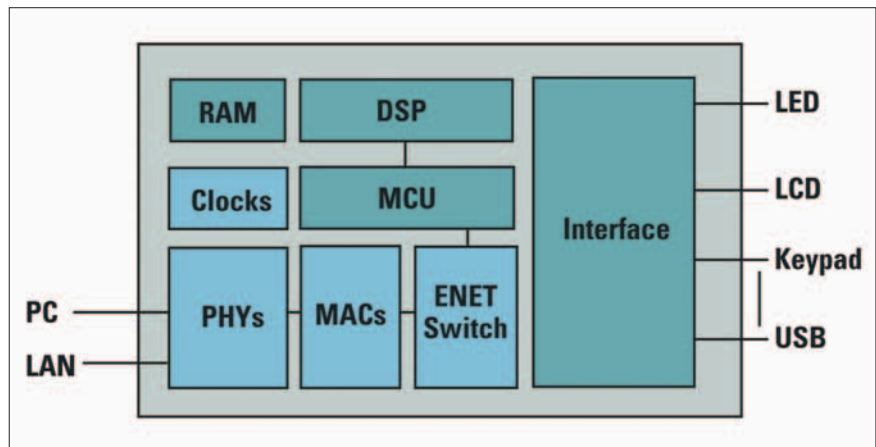 RAM
DSP
Clocks
MCU
PHYs
MACs
ENET
Switch
Interface
PC
LAN
LED
LCD
Keypad
USB